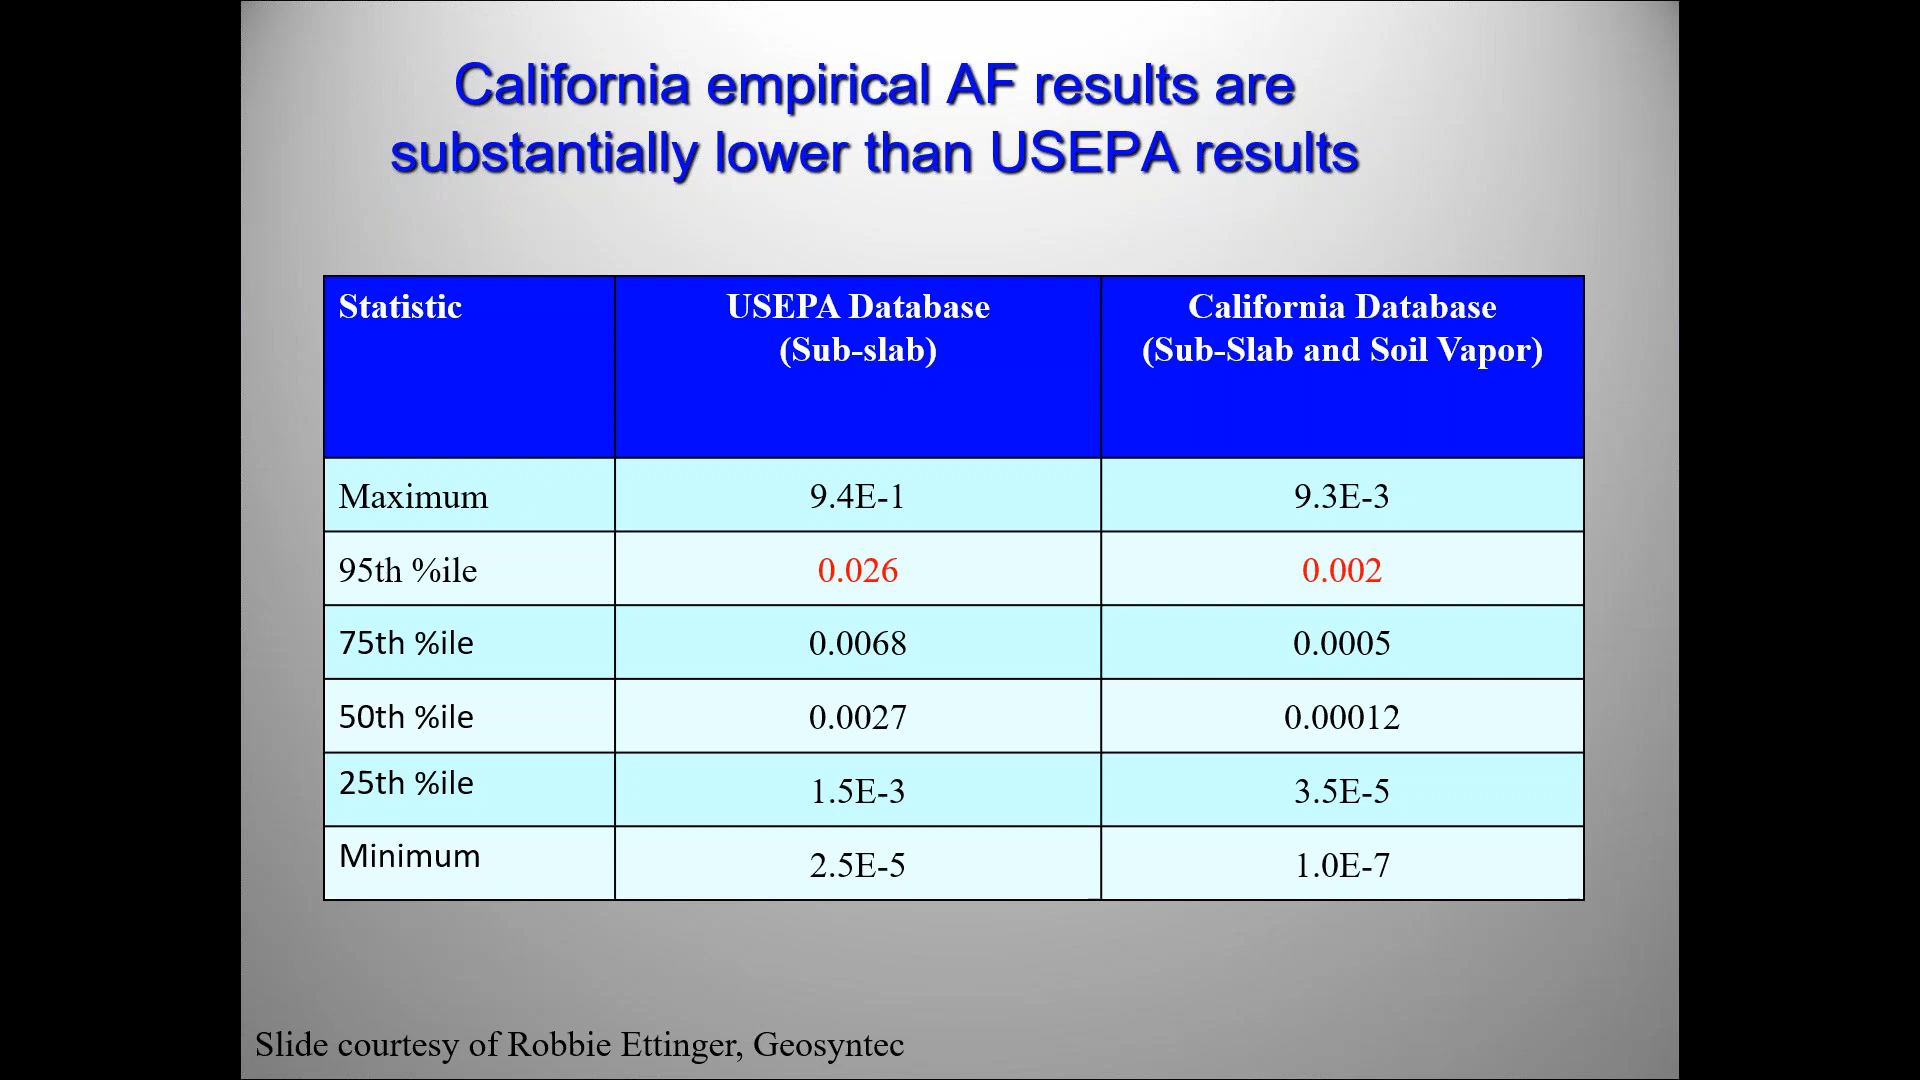 California empirical AF results are
substantially lower than USEPA results
Statistic
USEPA Database
(Sub-slab)
California Database
(Sub-Slab and Soil Vapor)
Maximum 9.4E-1 9.3E-3
95th %ile 0.026 0.002
75th %ile 0.0068 0.0005
50th %ile 0.0027 0.00012
25th %ile 1.5E-3 3.5E-5
Minimum 2.5E-5 1.0E-7
Slide courtesy of Robbie Ettinger, Geosyntec